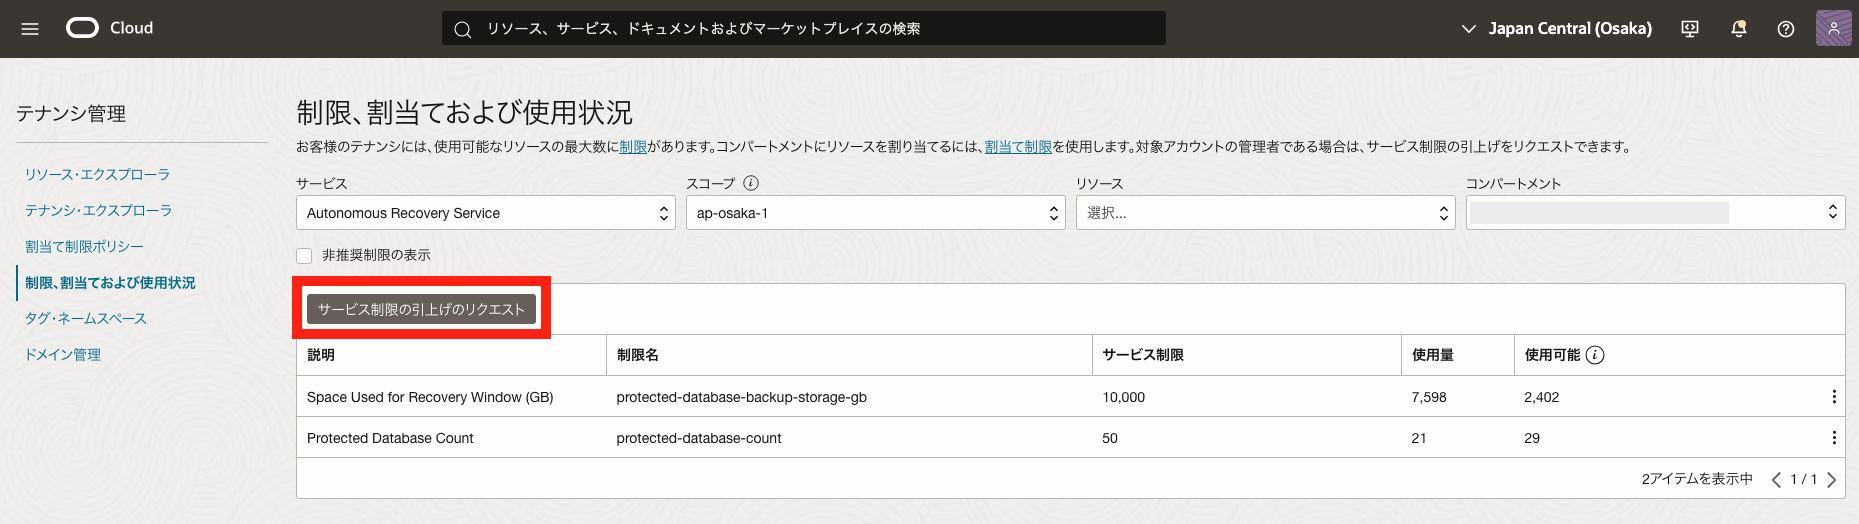 Cloud
リソース、サービス、ドキュメントおよびマーケットプレイスの検索
Japan Central (Osaka)
テナンシ管理
リソース・エクスプローラ
テナンシ・エクスプローラ
割当て制限ポリシー
制限、割当ておよび使用状況
タグ・ネームスペース
ドメイン管理
制限、割当ておよび使用状況
お客様のテナンシには、使用可能なリソースの最大数に制限があります。コンパートメントにリソースを割り当てるには、割当て制限を使用します。対象アカウントの管理者である場合は、サービス制限の引上げをリクエストできます。
サービス スコープ リソース コンパートメント
Autonomous Recovery Service ap-osaka-1 選択...
非推奨制限の表示
サービス制限の引上げのリクエスト
説明 制限名 サービス制限 使用量 使用可能
Space Used for Recovery Window (GB) protected-database-backup-storage-gb 10,000 7,598 2,402
Protected Database Count protected-database-count 50 21 29
2アイテムを表示中 1 / 1